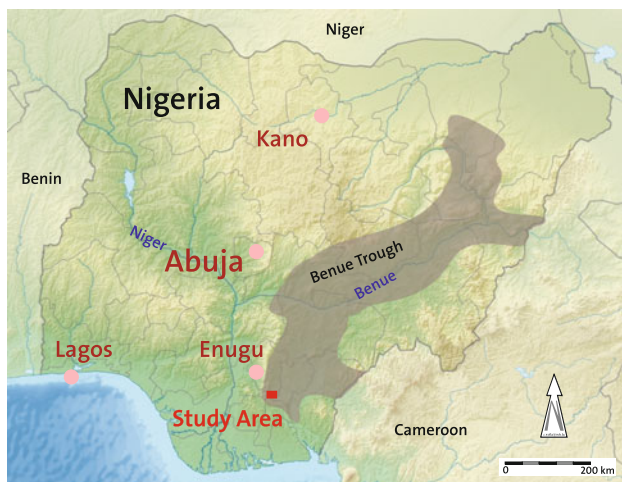 Niger
Nigeria
Kano
Benin
Niger
Abuja
Benue Trough
Benue
Lagos
Enugu
Study Area
Cameroon
0
200 km